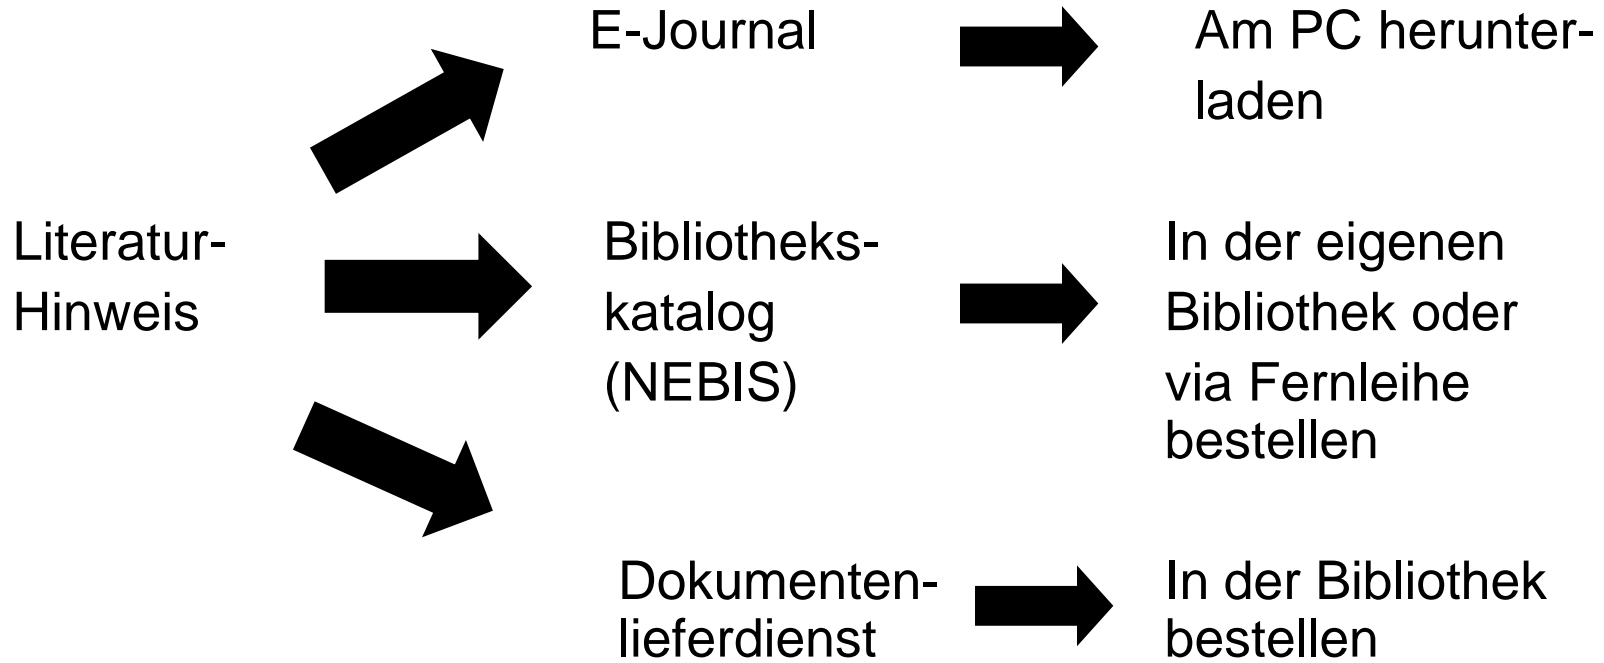 E-Journal
Am PC herunter-
laden
Literatur-
Hinweis
Bibliotheks-
katalog
(NEBIS)
In der eigenen
Bibliothek oder
via Fernleihe
bestellen
Dokumenten-
lieferdienst
In der Bibliothek
bestellen